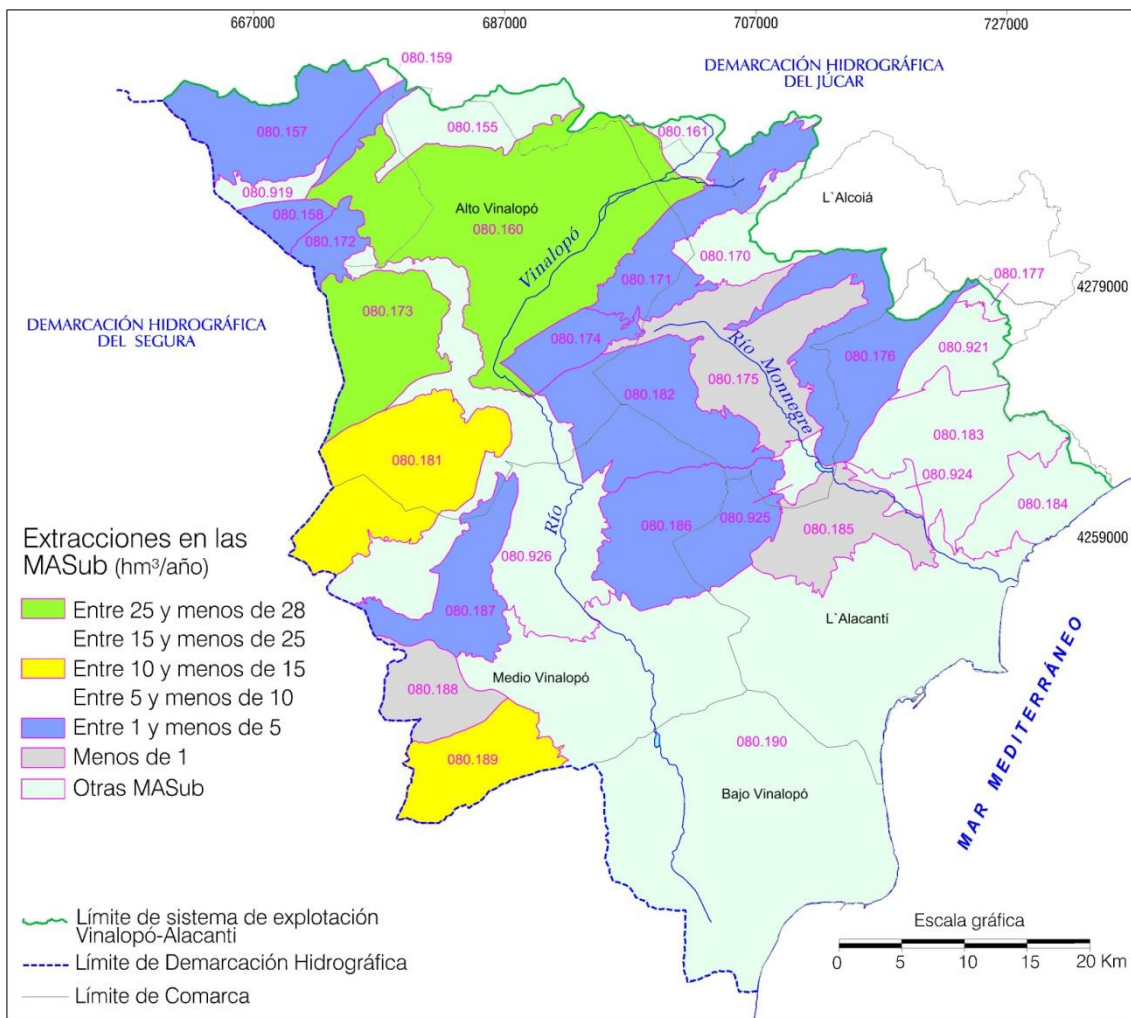 667000
687000
707000
727000
DEMARCACIÓN HIDROGRÁFICA
DEL JÚCAR
080.159
080.157
080.155
080.161
080.919
080.158
080.172
Alto Vinalopó
080.160
Vinalopó
L`Alcoiá
080.170
080.171
080.177
4279000
DEMARCACIÓN HIDROGRÁFICA
DEL SEGURA
080.173
080.174
080.182
080.175
Río Monnegre
080.176
080.921
080.183
080.181
080.924
080.184
080.186
080.925
080.185
4259000
Río
080.926
080.187
L`Alacantí
080.188
Medio Vinalopó
080.190
080.189
Bajo Vinalopó
MAR MEDITERRÁNEO
Extracciones en las
MASub (hm³/año)
Entre 25 y menos de 28
Entre 15 y menos de 25
Entre 10 y menos de 15
Entre 5 y menos de 10
Entre 1 y menos de 5
Menos de 1
Otras MASub
Límite de sistema de explotación
Vinalopó-Alacanti
Límite de Demarcación Hidrográfica
Límite de Comarca
Escala gráfica
0 5 10 15 20 Km